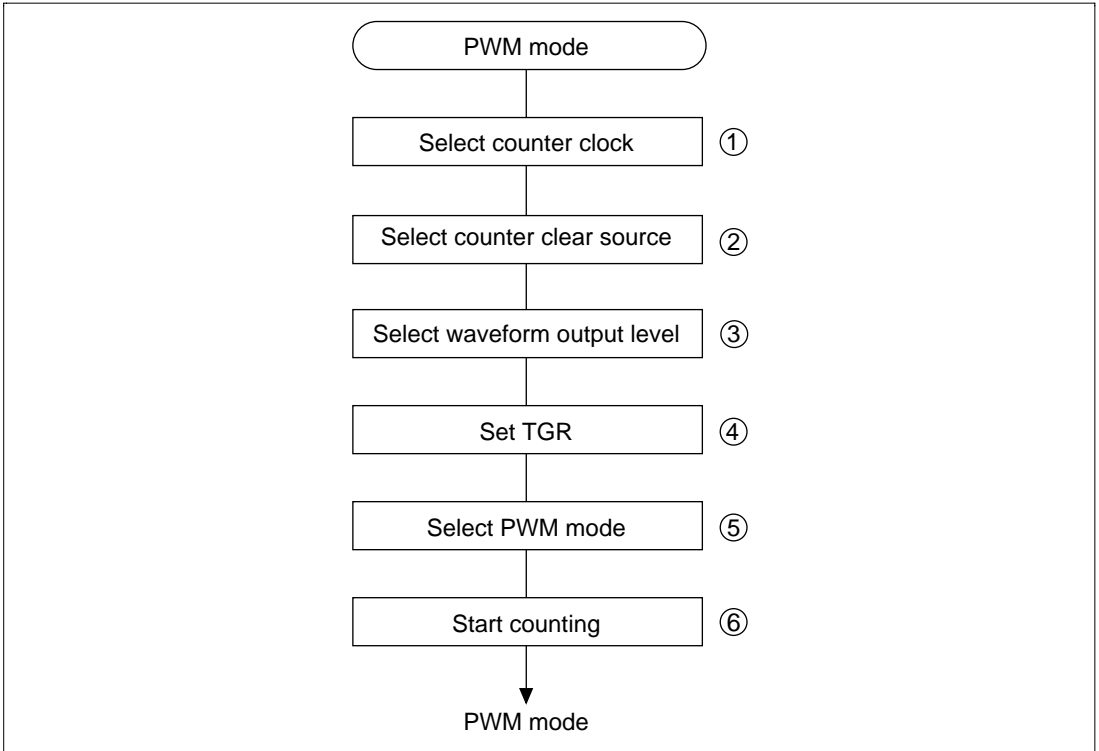 PWM mode
Select counter clock ①
Select counter clear source ②
Select waveform output level ③
Set TGR ④
Select PWM mode ⑤
Start counting ⑥
PWM mode